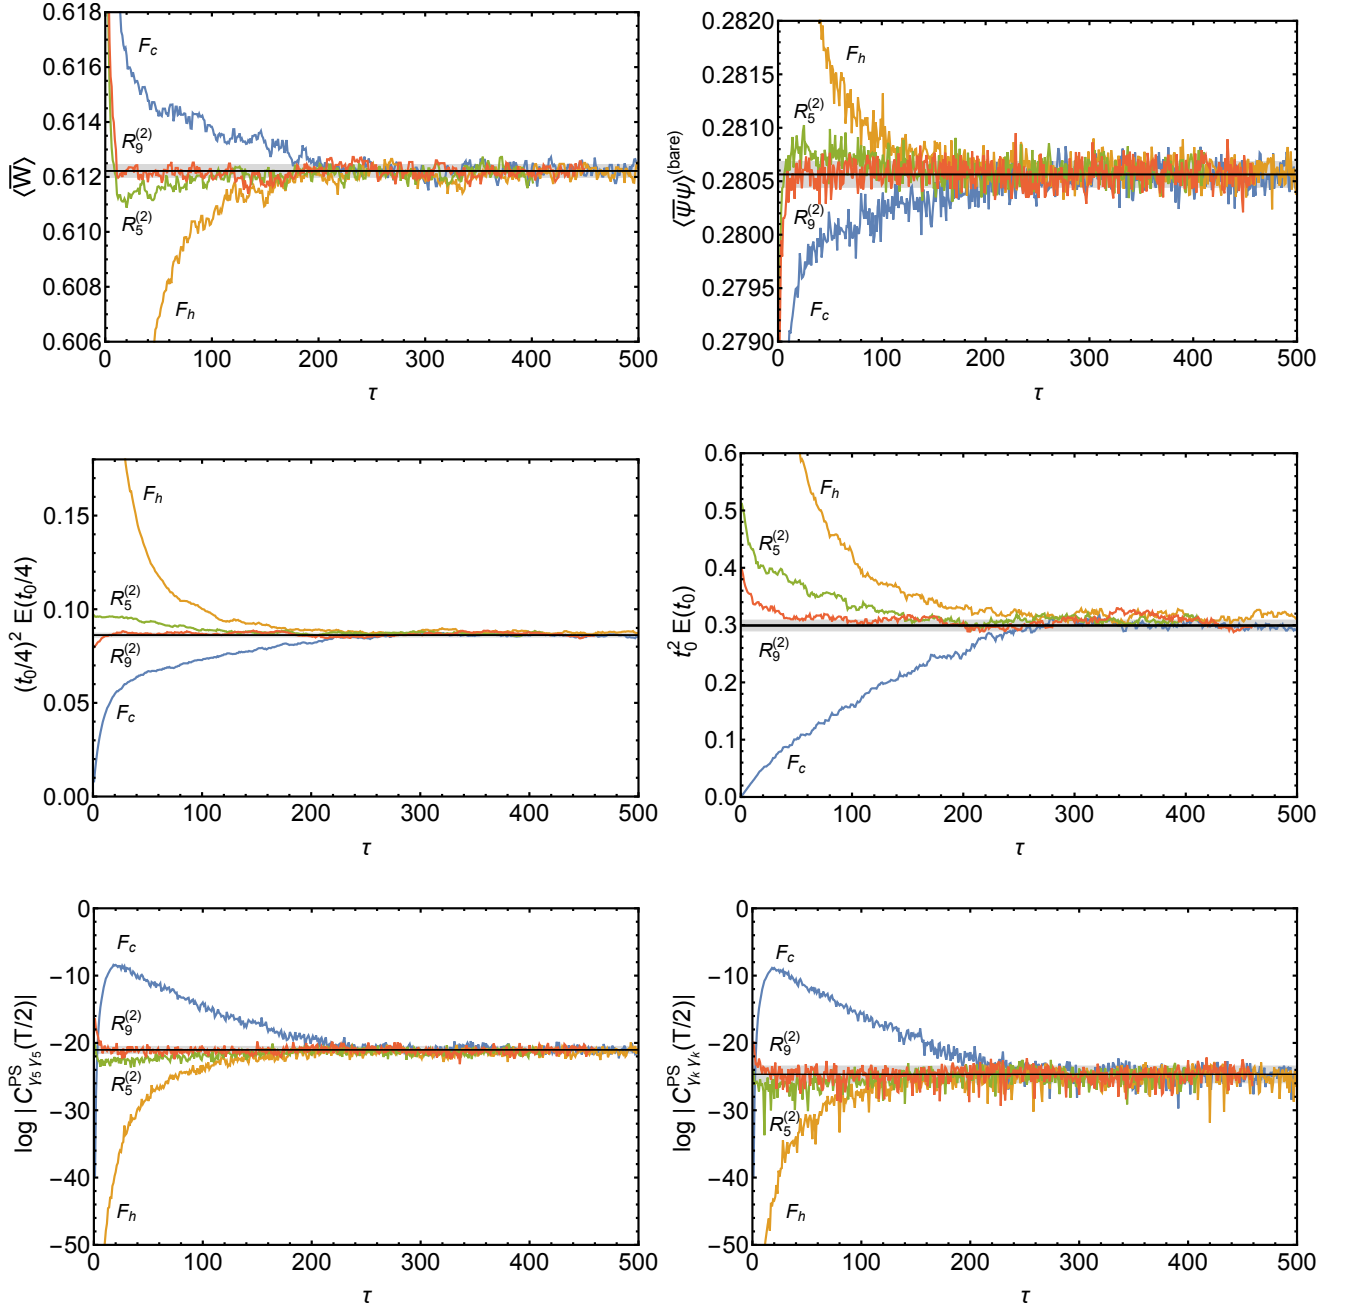 0.618
0.616
0.614
0.612
0.610
0.608
0.606
0
100
200
300
400
500
⟨W̅⟩
τ
F_c
R_9^(2)
R_5^(2)
F_h
0.2820
0.2815
0.2810
0.2805
0.2800
0.2795
0.2790
0
100
200
300
400
500
⟨ψ̅ψ⟩^(bare)
τ
F_h
R_5^(2)
R_9^(2)
F_c
0.15
0.10
0.05
0.00
0
100
200
300
400
500
(t_0/4)^2 E(t_0/4)
τ
F_h
R_5^(2)
R_9^(2)
F_c
0.6
0.5
0.4
0.3
0.2
0.1
0.0
0
100
200
300
400
500
t_0^2 E(t_0)
τ
F_h
R_5^(2)
R_9^(2)
F_c
0
−10
−20
−30
−40
−50
0
100
200
300
400
500
log |C^PS_γ5 γ5(T/2)|
τ
F_c
R_9^(2)
R_5^(2)
F_h
0
−10
−20
−30
−40
−50
0
100
200
300
400
500
log |C^PS_γk γk(T/2)|
τ
F_c
R_9^(2)
R_5^(2)
F_h